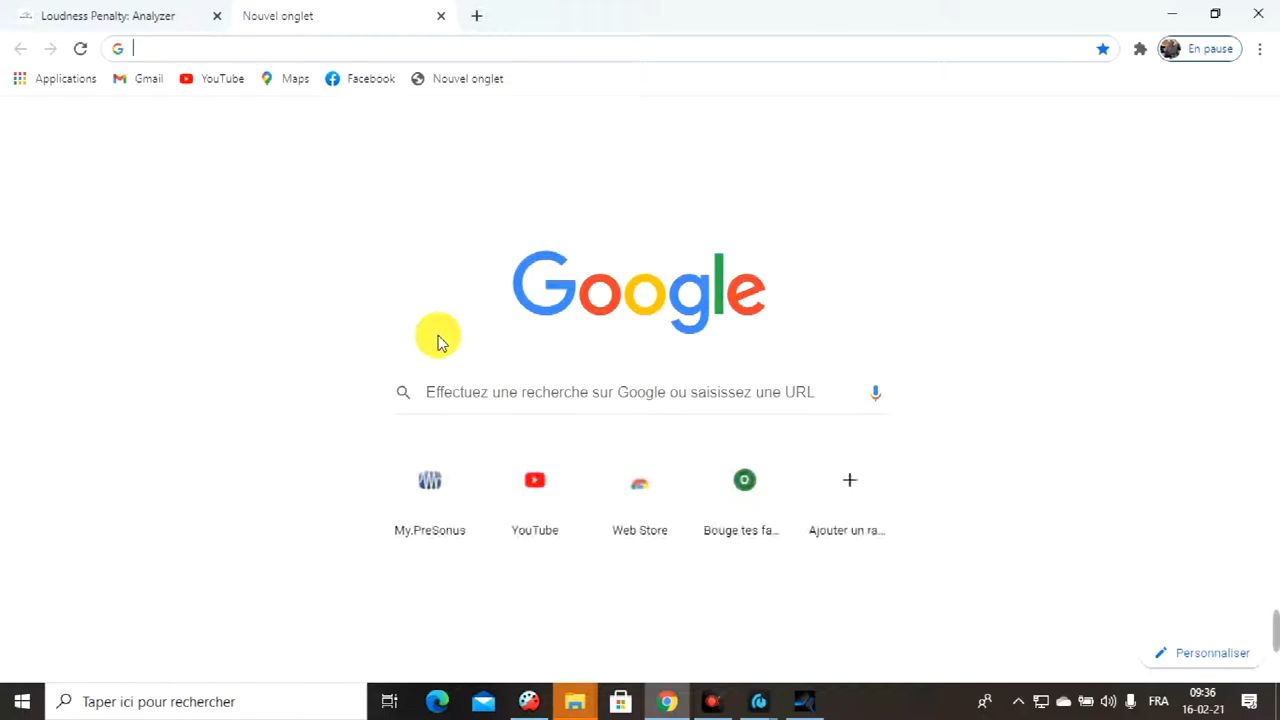 Loudness Penalty: Analyzer
Nouvel onglet
En pause
Applications
Gmail
YouTube
Maps
Facebook
Nouvel onglet
Google
Effectuez une recherche sur Google ou saisissez une URL
My.PreSonus
YouTube
Web Store
Bouge tes fa...
Ajouter un ra...
Personnaliser
Taper ici pour rechercher
FRA
09:36
16-02-21